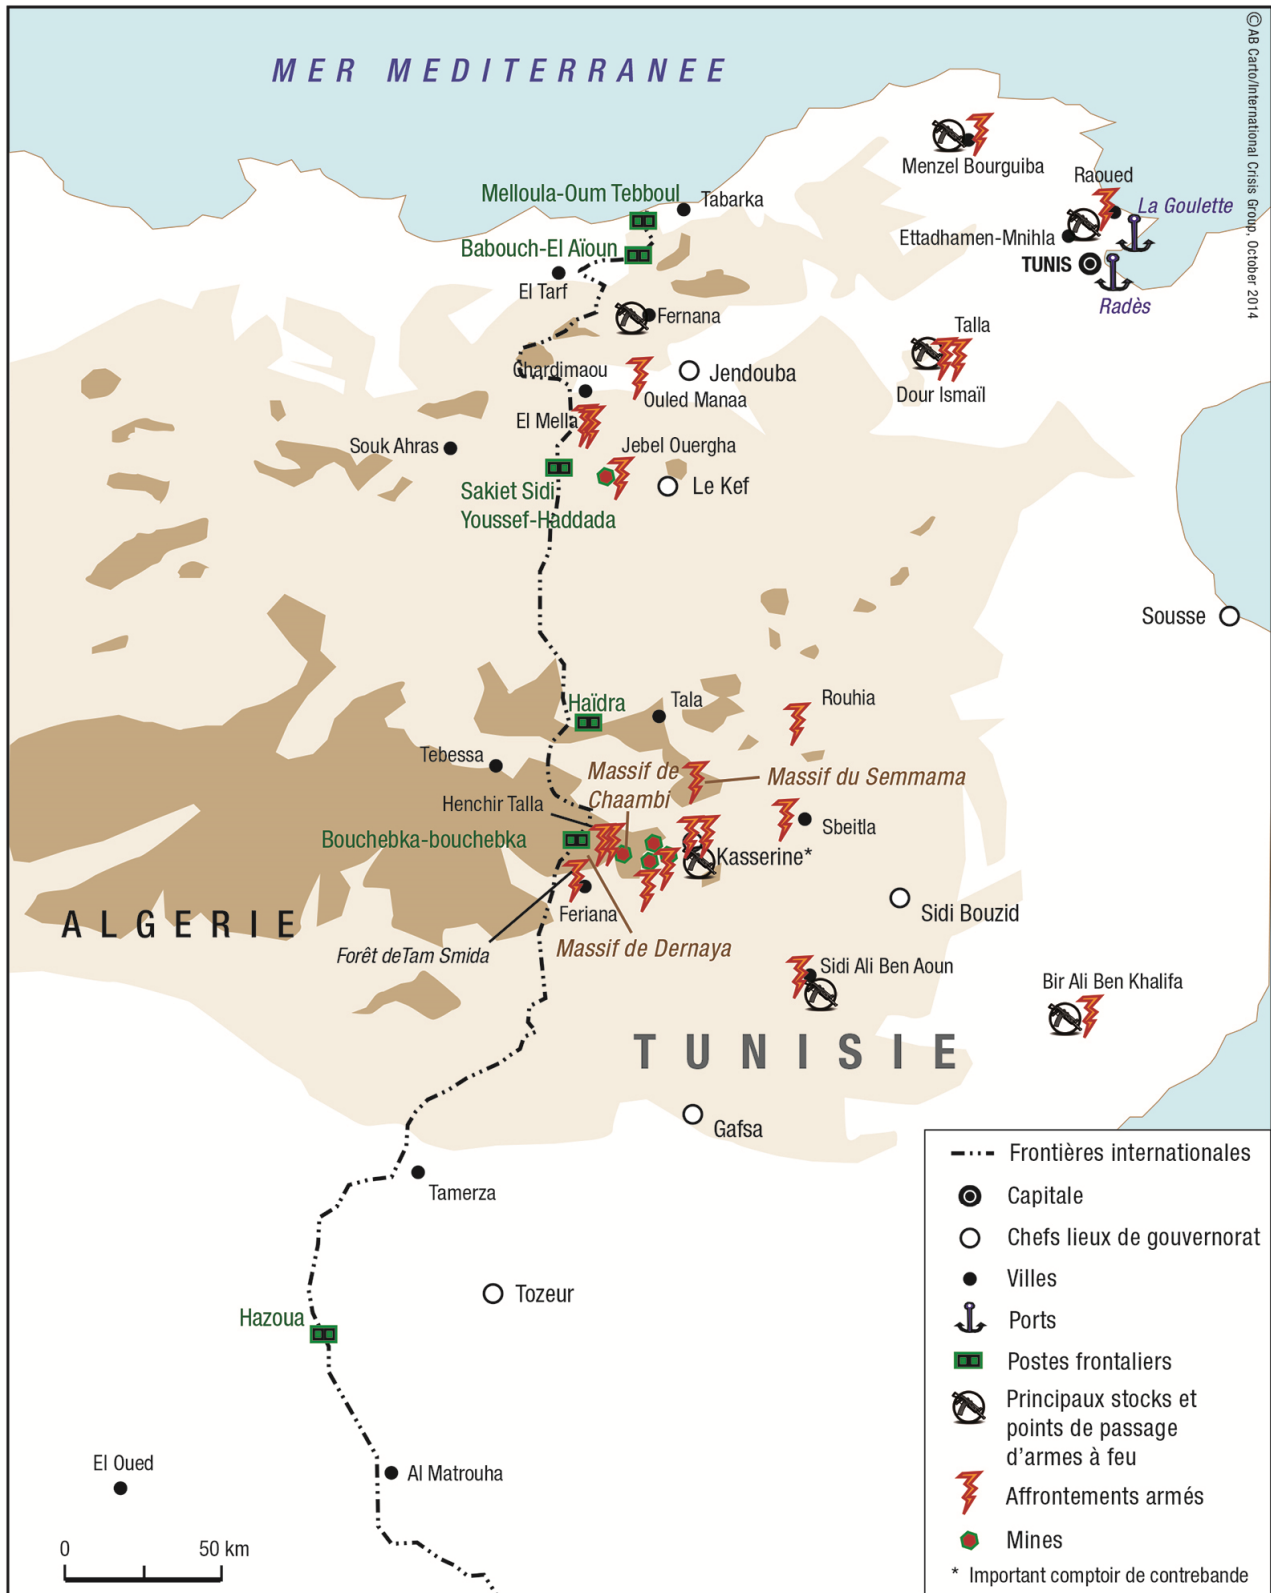 ©AB Carto/International Crisis Group, October 2014
MER MEDITERRANEE
Menzel Bourguiba
Raoued
Melloula-Oum Tebboul
Tabarka
La Goulette
Ettadhamen-Mnihla
Babouch-El Aïoun
TUNIS
El Tarf
Radès
Fernana
Talla
Ghardimaou
Jendouba
Dour Ismaïl
Ouled Manaa
El Mella
Souk Ahras
Jebel Ouergha
Sakiet Sidi
Youssef-Haddada
Le Kef
Sousse
Haïdra
Tala
Rouhia
Tebessa
Massif de
Chaambi
Massif du Semmama
Henchir Talla
Sbeitla
Bouchebka-bouchebka
Kasserine*
ALGERIE
Feriana
Sidi Bouzid
Forêt deTam Smida
Massif de Dernaya
Sidi Ali Ben Aoun
Bir Ali Ben Khalifa
TUNISIE
Gafsa
Tamerza
Tozeur
Hazoua
El Oued
Al Matrouha
0 50 km
Frontières internationales
Capitale
Chefs lieux de gouvernorat
Villes
Ports
Postes frontaliers
Principaux stocks et
points de passage
d'armes à feu
Affrontements armés
Mines
* Important comptoir de contrebande